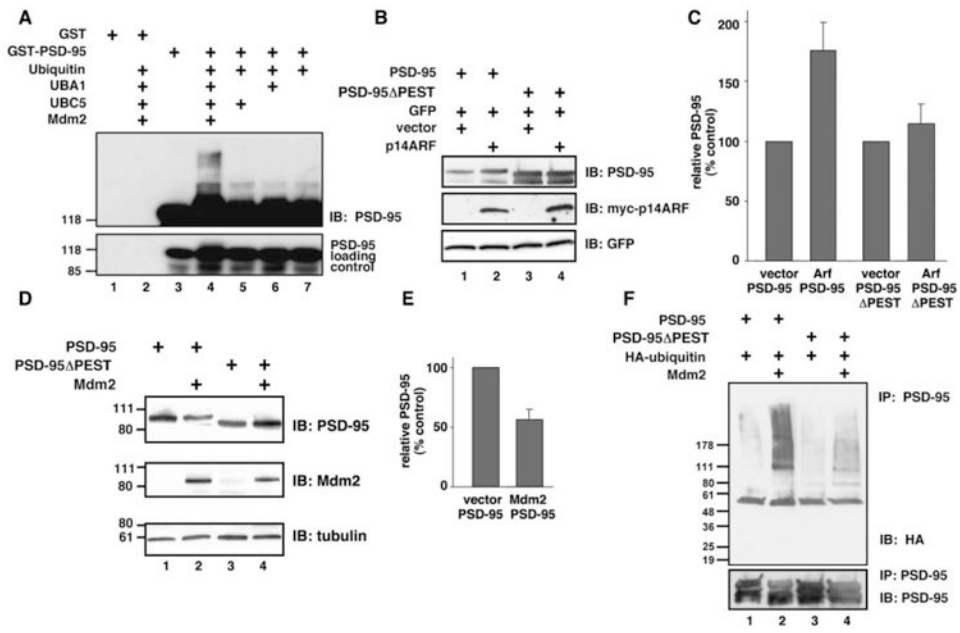 A
GST + +
GST-PSD-95 + + + + +
Ubiquitin + + + + +
UBA1 + + +
UBC5 + + +
Mdm2 + +
118
IB: PSD-95
118
85
PSD-95
loading
control
1 2 3 4 5 6 7
B
PSD-95 + +
PSD-95ΔPEST + +
GFP + + + +
vector + +
p14ARF + +
IB: PSD-95
IB: myc-p14ARF
IB: GFP
1 2 3 4
C
relative PSD-95
(% control)
200
150
100
50
0
vector
PSD-95
Arf
PSD-95
vector
PSD-95
ΔPEST
Arf
PSD-95
ΔPEST
D
PSD-95 + +
PSD-95ΔPEST + +
Mdm2 + +
111
80
IB: PSD-95
111
80
IB: Mdm2
80
61
IB: tubulin
1 2 3 4
E
relative PSD-95
(% control)
100
50
0
vector
PSD-95
Mdm2
PSD-95
F
PSD-95 + +
PSD-95ΔPEST + +
HA-ubiquitin + + + +
Mdm2 + +
IP: PSD-95
178
111
80
61
48
36
25
19
IB: HA
IP: PSD-95
IB: PSD-95
1 2 3 4